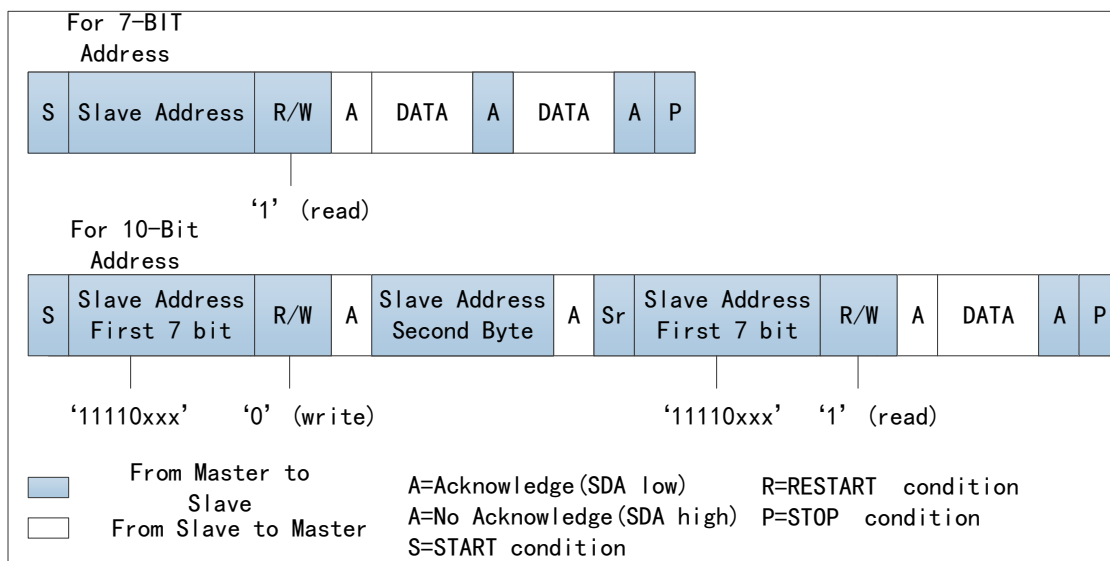 For 7-BIT
Address
S Slave Address R/W A DATA A DATA A P
‘1’ (read)
For 10-Bit
Address
S Slave Address First 7 bit R/W A Slave Address Second Byte A Sr Slave Address First 7 bit R/W A DATA A P
‘11110xxx’ ‘0’ (write) ‘11110xxx’ ‘1’ (read)
From Master to
Slave
From Slave to Master
A=Acknowledge(SDA low)
A=No Acknowledge(SDA high)
S=START condition
R=RESTART condition
P=STOP condition